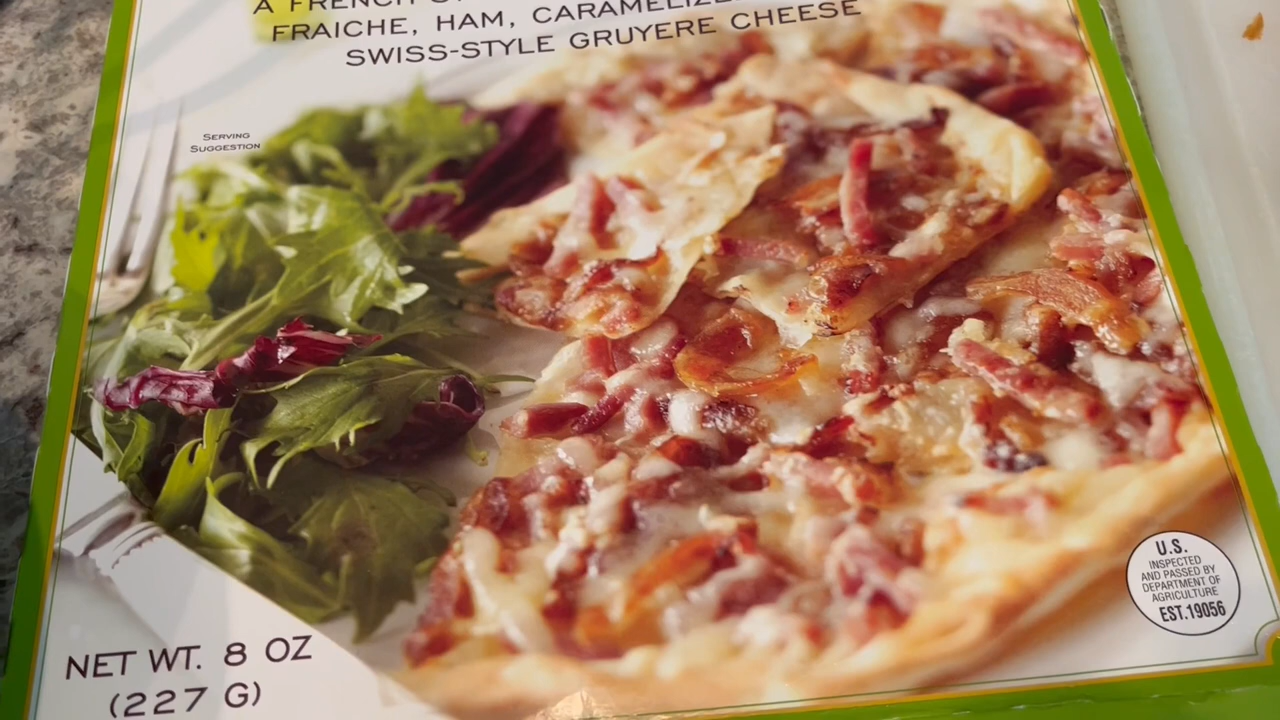 A FRENCH
FRAICHE, HAM,
SWISS-STYLE GRUYERE CHEESE
SERVING
SUGGESTION
U.S.
INSPECTED
AND PASSED BY
DEPARTMENT OF
AGRICULTURE
EST.19056
NET WT. 8 OZ
(227 G)